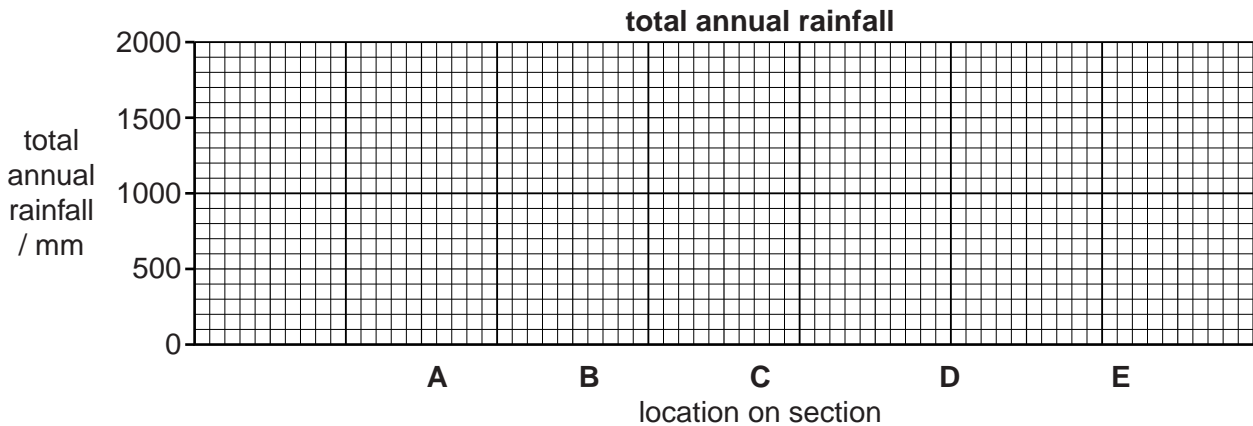 total annual rainfall
2000
1500
1000
500
0
total
annual
rainfall
/ mm
A B C D E
location on section